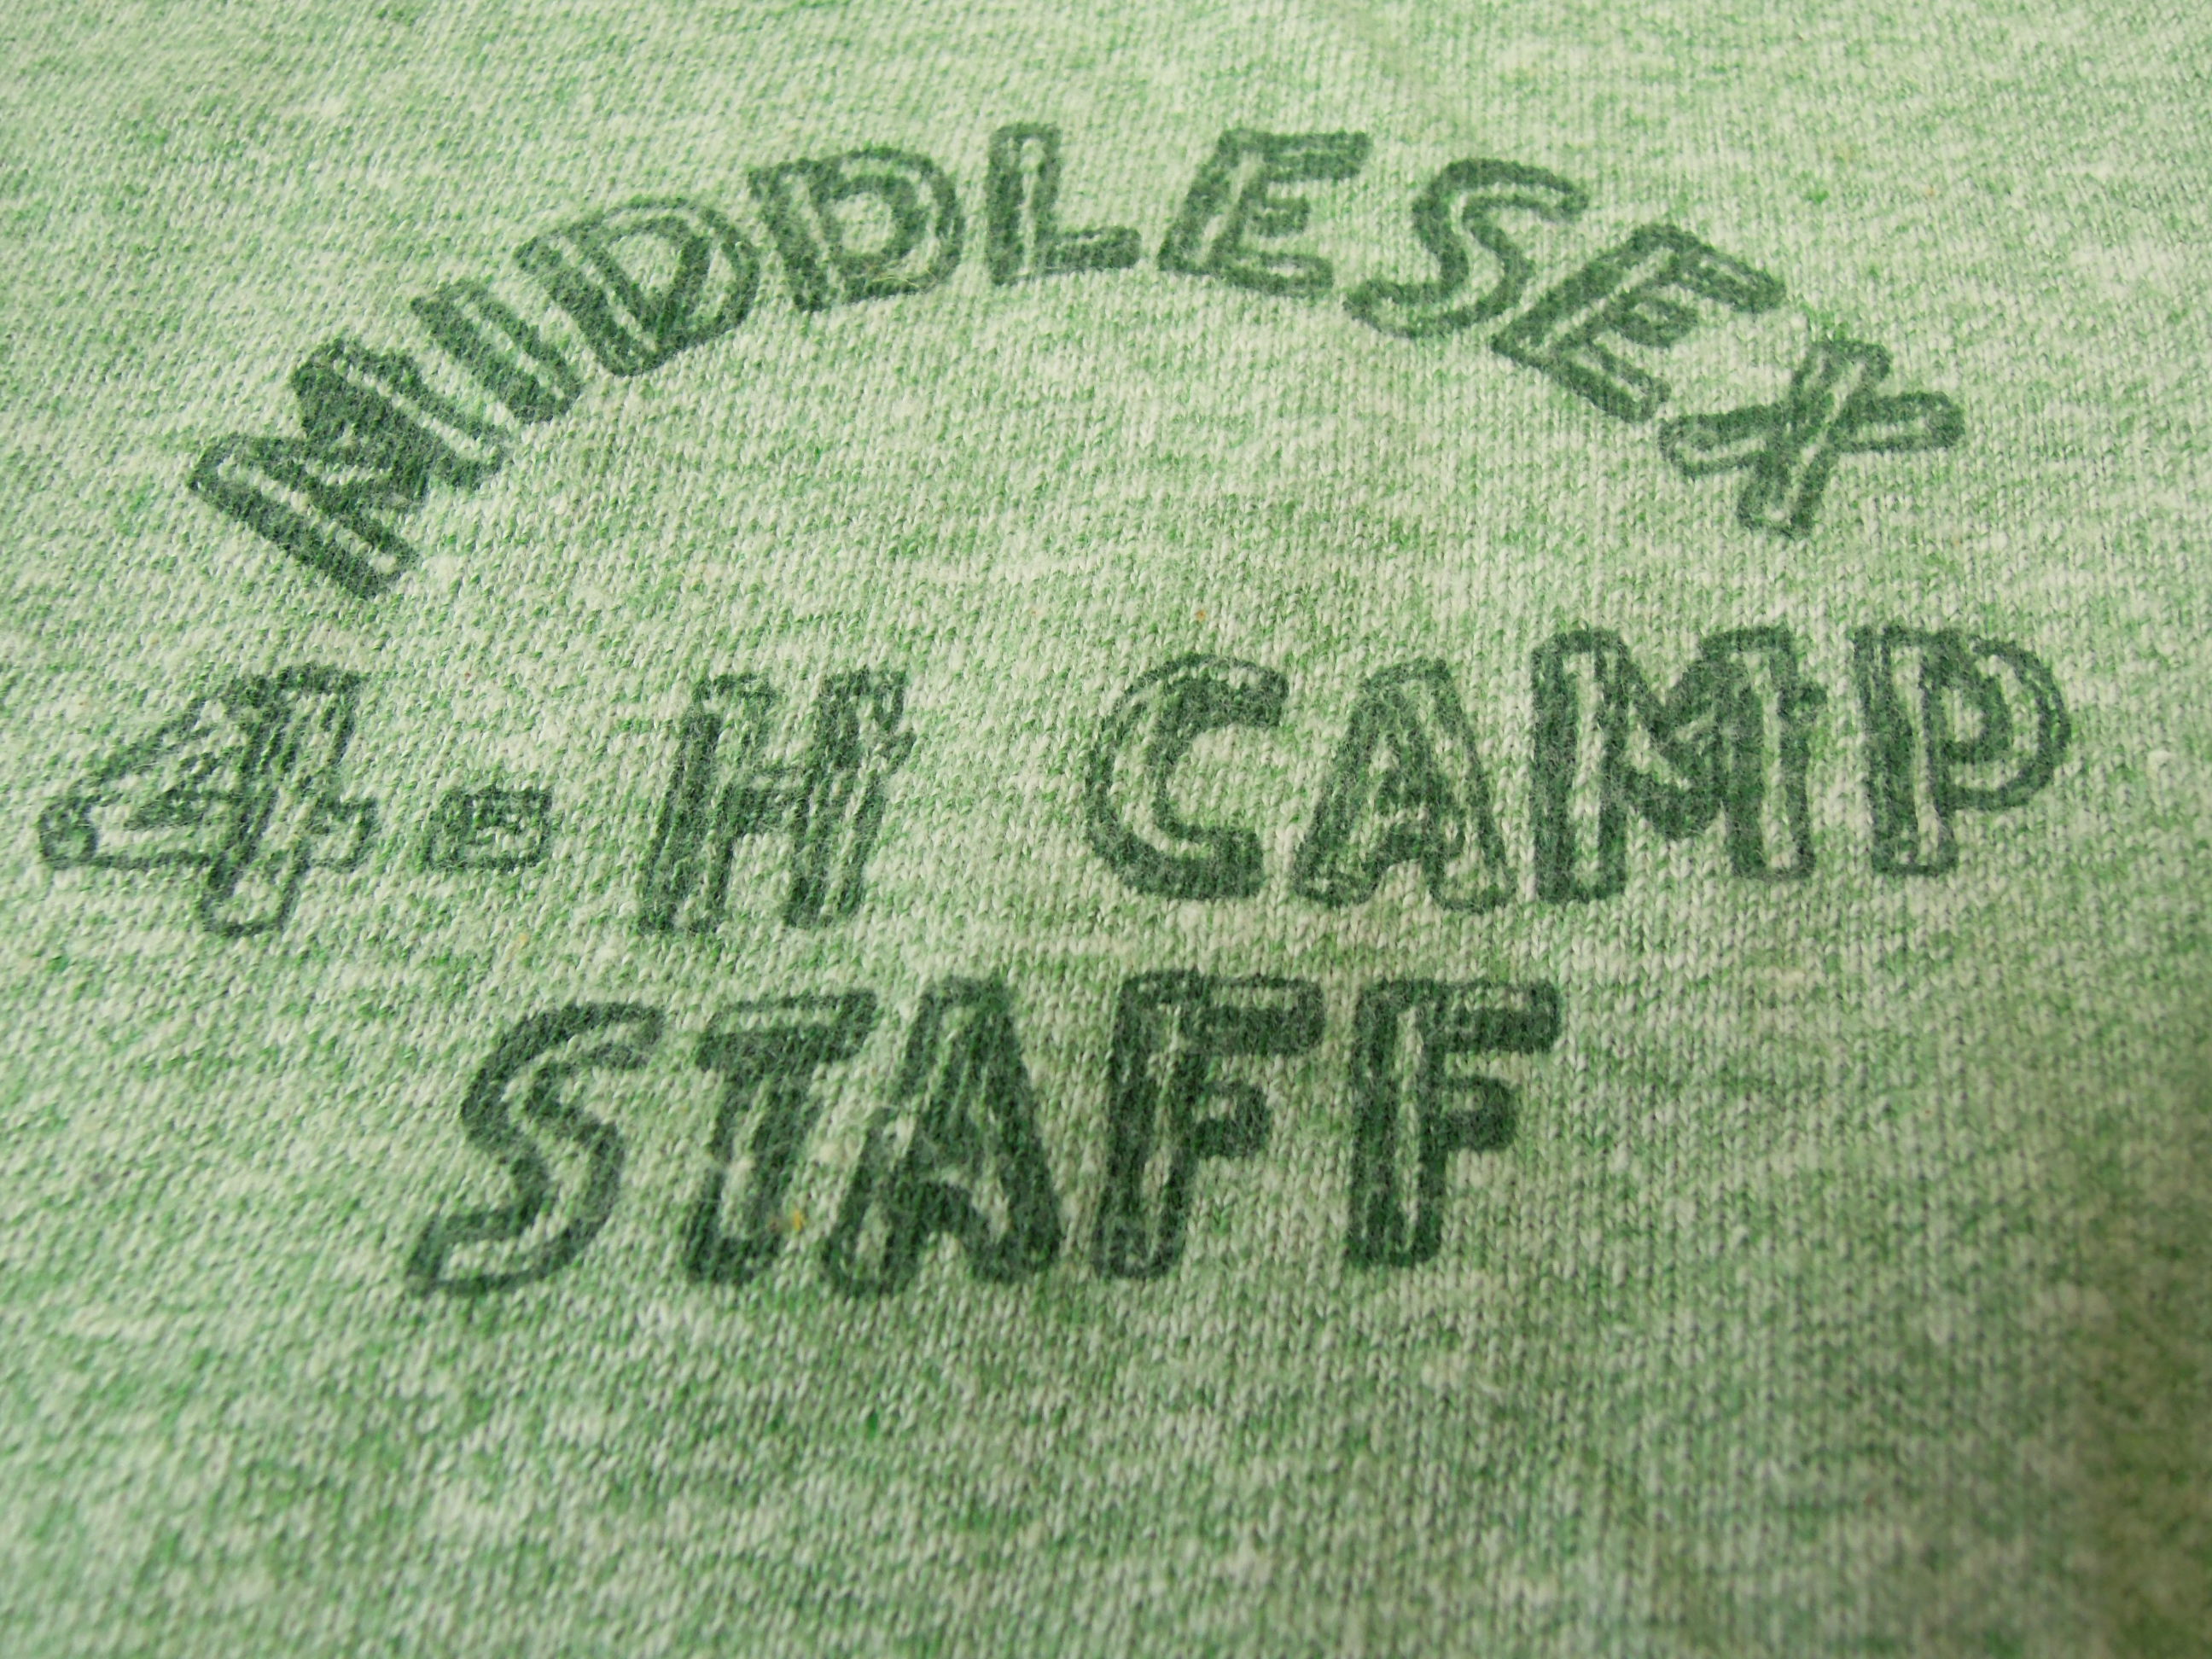 MIDDLESEX
4-H CAMP
STAFF